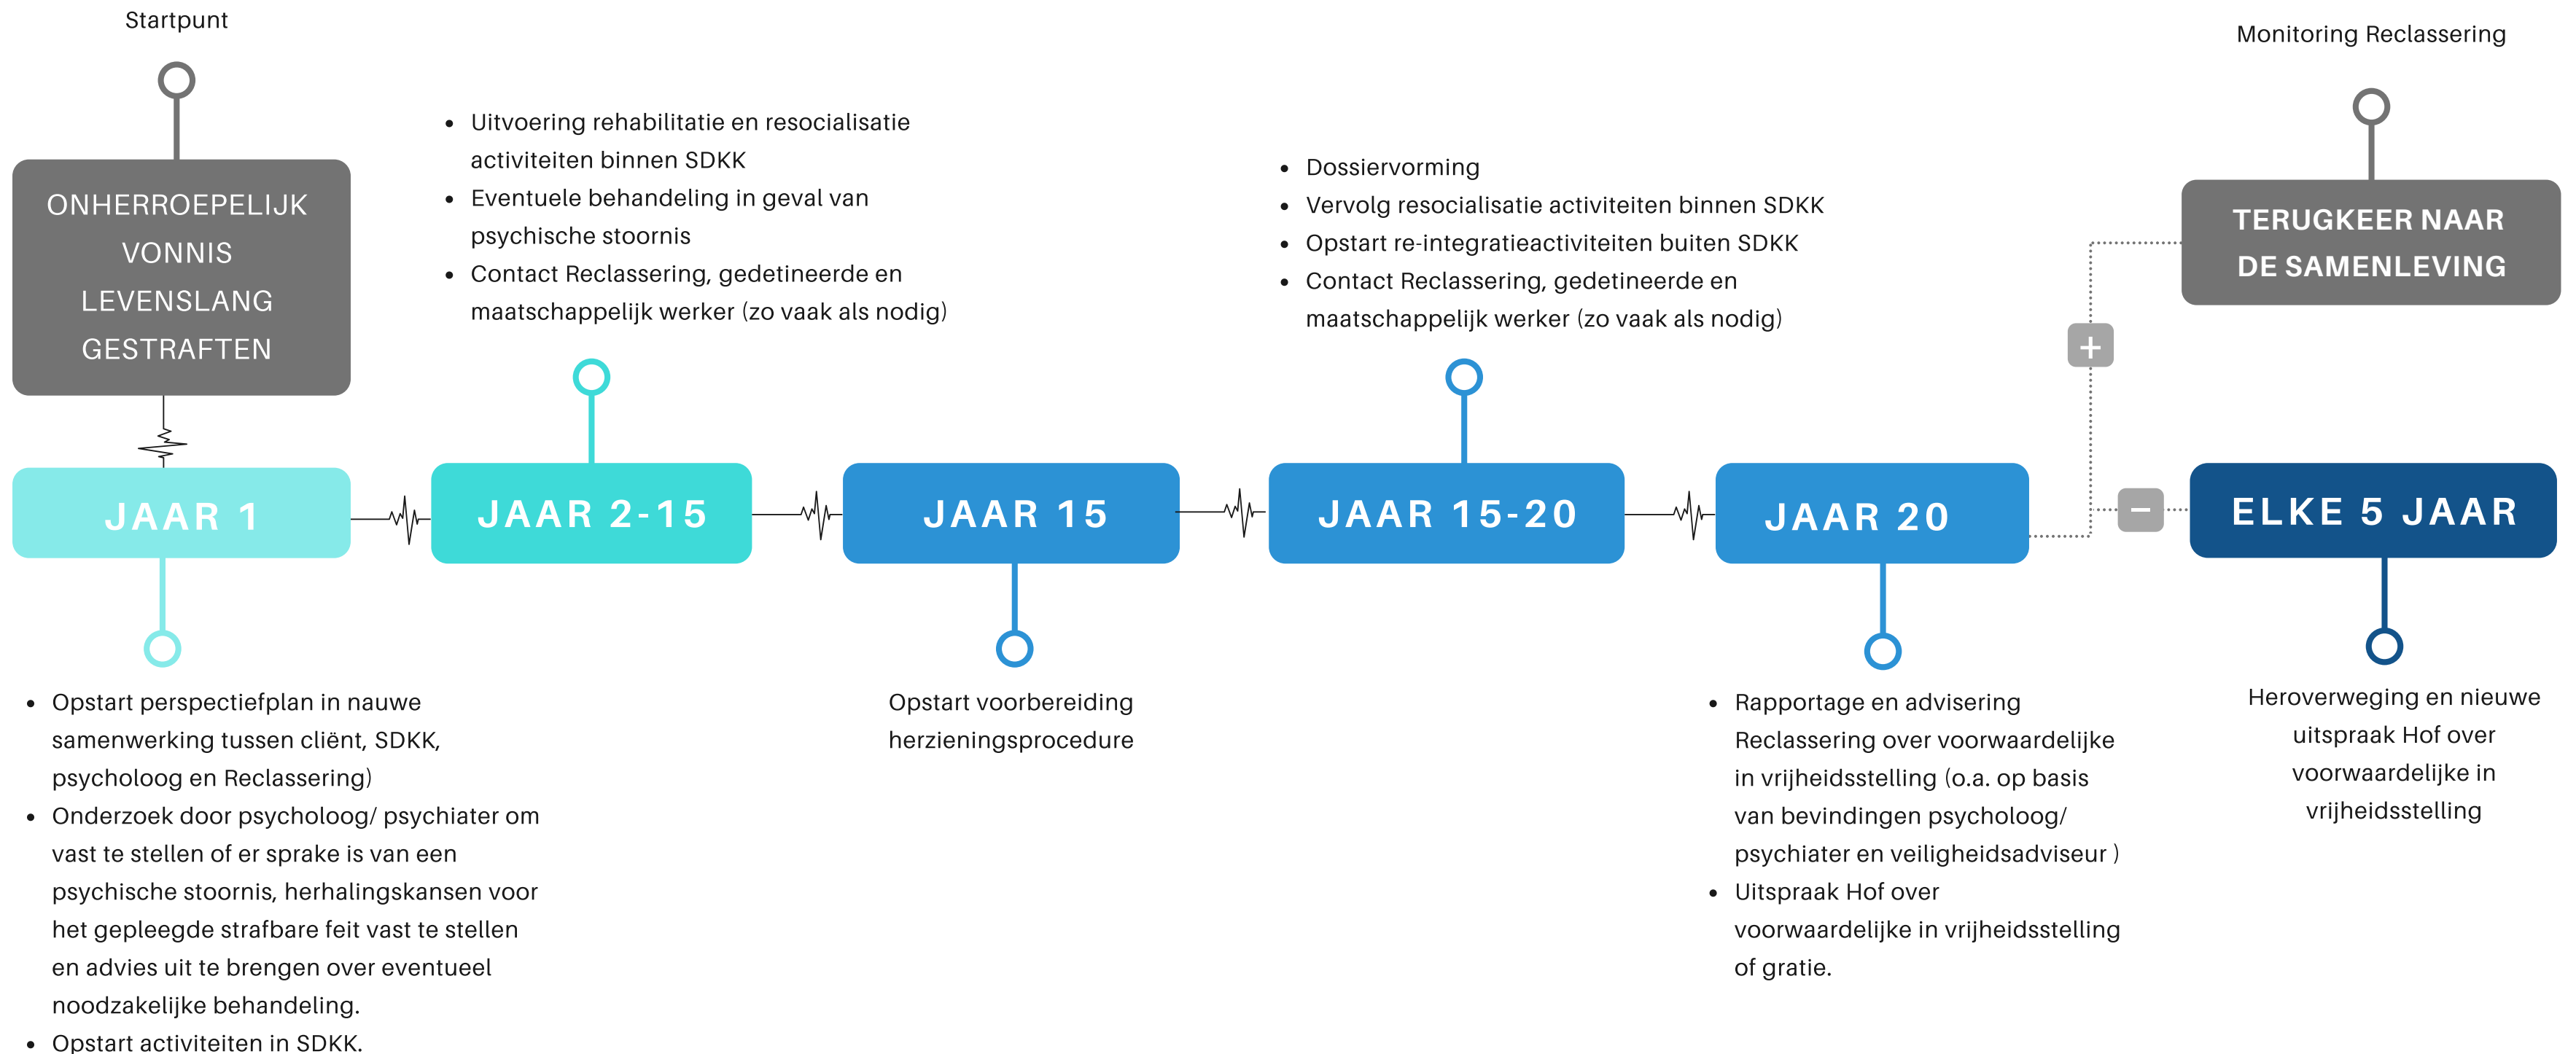 Startpunt
ONHERROEPELIJK
VONNIS
LEVENSLANG
GESTRAFTEN
JAAR 1
• Opstart perspectiefplan in nauwe
samenwerking tussen cliënt, SDKK,
psycholoog en Reclassering)
• Onderzoek door psycholoog/ psychiater om
vast te stellen of er sprake is van een
psychische stoornis, herhalingskansen voor
het gepleegde strafbare feit vast te stellen
en advies uit te brengen over eventueel
noodzakelijke behandeling.
• Opstart activiteiten in SDKK.
• Uitvoering rehabilitatie en resocialisatie
activiteiten binnen SDKK
• Eventuele behandeling in geval van
psychische stoornis
• Contact Reclassering, gedetineerde en
maatschappelijk werker (zo vaak als nodig)
JAAR 2-15
JAAR 15
Opstart voorbereiding
herzieningsprocedure
• Dossiervorming
• Vervolg resocialisatie activiteiten binnen SDKK
• Opstart re-integratieactiviteiten buiten SDKK
• Contact Reclassering, gedetineerde en
maatschappelijk werker (zo vaak als nodig)
JAAR 15-20
JAAR 20
• Rapportage en advisering
Reclassering over voorwaardelijke
in vrijheidsstelling (o.a. op basis
van bevindingen psycholoog/
psychiater en veiligheidsadviseur )
• Uitspraak Hof over
voorwaardelijke in vrijheidsstelling
of gratie.
+
Monitoring Reclassering
TERUGKEER NAAR
DE SAMENLEVING
−
ELKE 5 JAAR
Heroverweging en nieuwe
uitspraak Hof over
voorwaardelijke in
vrijheidsstelling